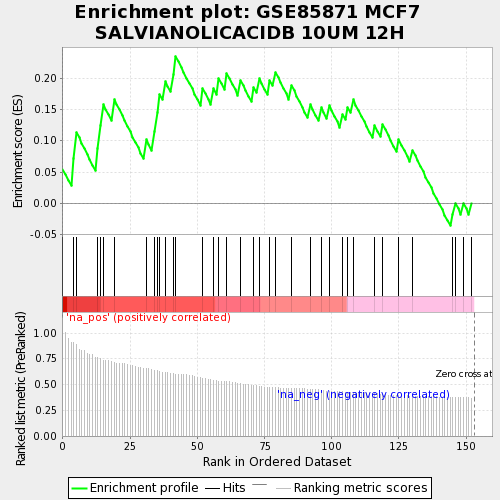 Enrichment plot: GSE85871 MCF7
SALVIANOLICACIDB 10UM 12H
Enrichment score (ES)
0.20
0.15
0.10
0.05
0.00
-0.05
'na_pos' (positively correlated)
Ranked list metric (PreRanked)
1.00
0.75
0.50
0.25
0.00
Zero cross at
'na_neg' (negatively correlated)
0
25
50
75
100
125
150
Rank in Ordered Dataset
Enrichment profile
Hits
Ranking metric scores